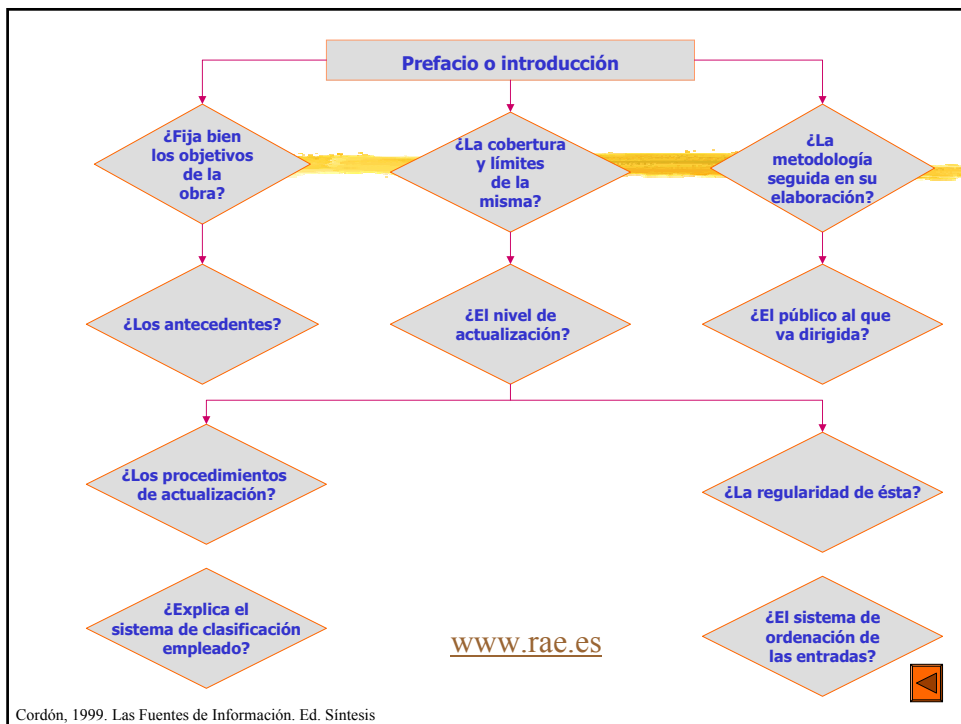 Prefacio o introducción
¿Fija bien
los objetivos
de la
obra?
¿La cobertura
y límites
de la
misma?
¿La
metodología
seguida en su
elaboración?
¿Los antecedentes?
¿El nivel de
actualización?
¿El público al que
va dirigida?
¿Los procedimientos
de actualización?
¿La regularidad de ésta?
¿Explica el
sistema de clasificación
empleado?
www.rae.es
¿El sistema de
ordenación de
las entradas?
Cordón, 1999. Las Fuentes de Información. Ed. Síntesis